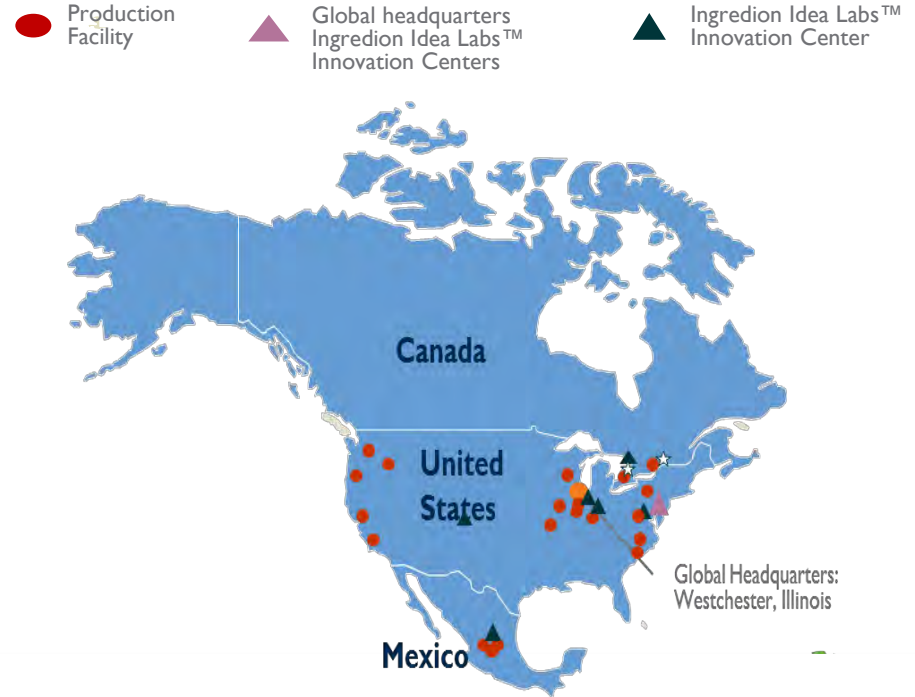 Production
Facility
Global headquarters
Ingredion Idea Labs™
Innovation Centers
Ingredion Idea Labs™
Innovation Center
Canada
United
States
Global Headquarters:
Westchester, Illinois
Mexico